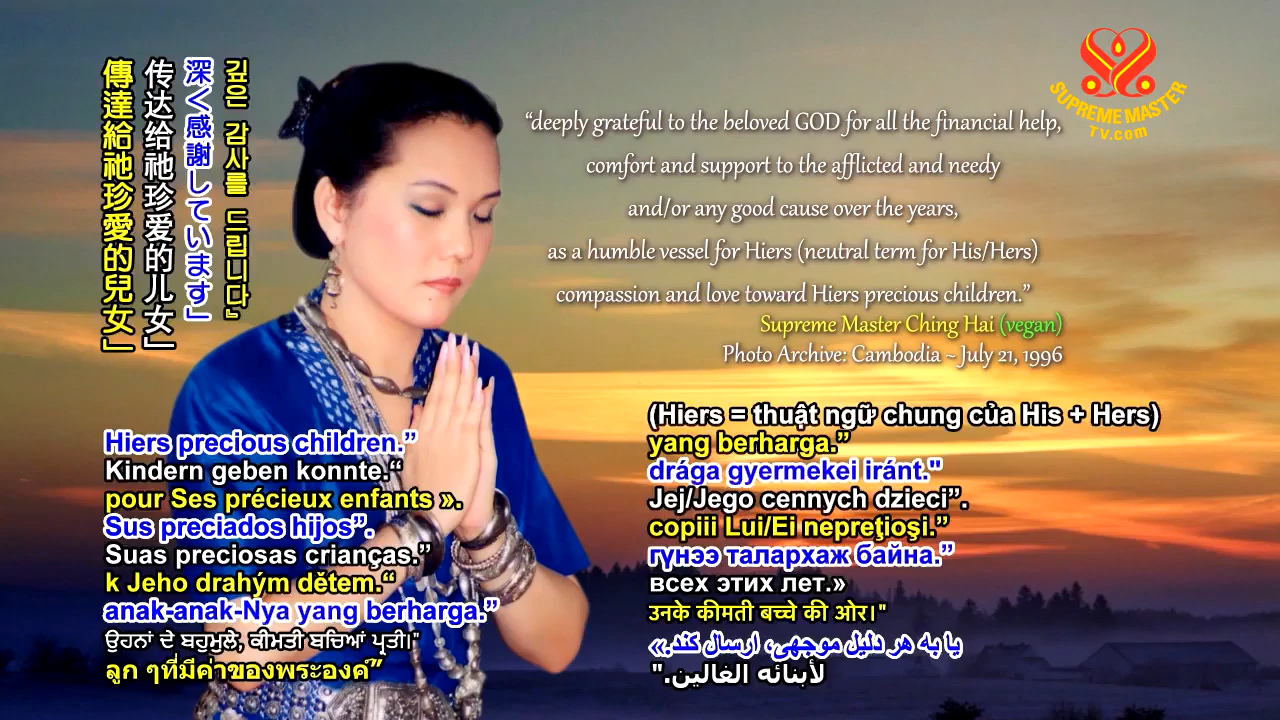 傳達給祂珍愛的兒女」
传达给祂珍爱的儿女」
深く感謝しています」
깊은 감사를 드립니다』
“deeply grateful to the beloved GOD for all the financial help,
comfort and support to the afflicted and needy
and/or any good cause over the years,
as a humble vessel for Hiers (neutral term for His/Hers)
compassion and love toward Hiers precious children.”
Supreme Master Ching Hai (vegan)
Photo Archive: Cambodia ~ July 21, 1996
SUPREME MASTER
TV.com
Hiers precious children.”
Kindern geben konnte.“
pour Ses précieux enfants ».
Sus preciados hijos”.
Suas preciosas crianças.”
k Jeho drahým dětem.“
anak-anak-Nya yang berharga.”
ਉਹਨਾਂ ਦੇ ਬਹੁਮੁਲੇ, ਕੀਮਤੀ ਬਚਿਆਂ ਪ੍ਰਤੀ।"
ลูก ๆที่มีค่าของพระองค์”
(Hiers = thuật ngữ chung của His + Hers)
yang berharga.”
drága gyermekei iránt."
Jej/Jego cennych dzieci”.
copiii Lui/Ei nepreţioşi.”
гүнээ талархаж байна.”
всех этих лет.»
उनके कीमती बच्चे की ओर।"
یا به هر دلیل موجهی، ارسال کند.»
لأبنائه الغالين."